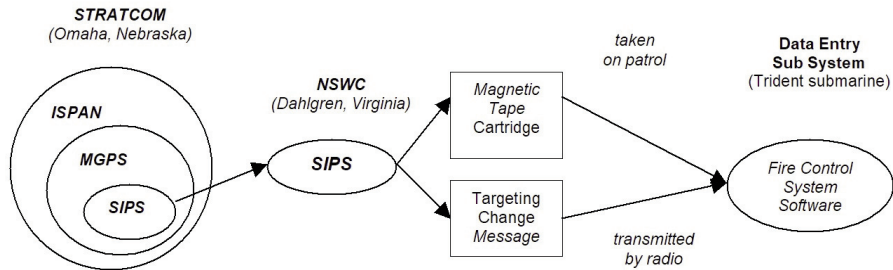 STRATCOM
(Omaha, Nebraska)
ISPAN
MGPS
SIPS
NSWC
(Dahlgren, Virginia)
SIPS
Magnetic
Tape
Cartridge
Targeting
Change
Message
taken
on patrol
transmitted
by radio
Data Entry
Sub System
(Trident submarine)
Fire Control
System
Software